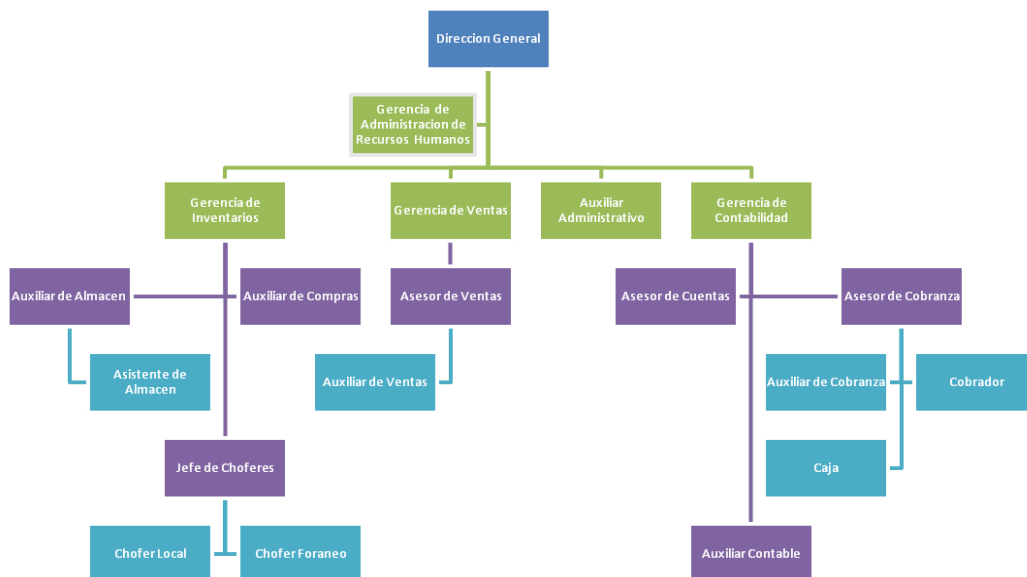 Direccion General
Gerencia de
Administracion de
Recursos Humanos
Gerencia de
Inventarios
Gerencia de Ventas
Auxiliar
Administrativo
Gerencia de
Contabilidad
Auxiliar de Almacen
Auxiliar de Compras
Asesor de Ventas
Asesor de Cuentas
Asesor de Cobranza
Asistente de
Almacen
Auxiliar de Ventas
Auxiliar de Cobranza
Cobrador
Jefe de Choferes
Caja
Chofer Local
Chofer Foraneo
Auxiliar Contable